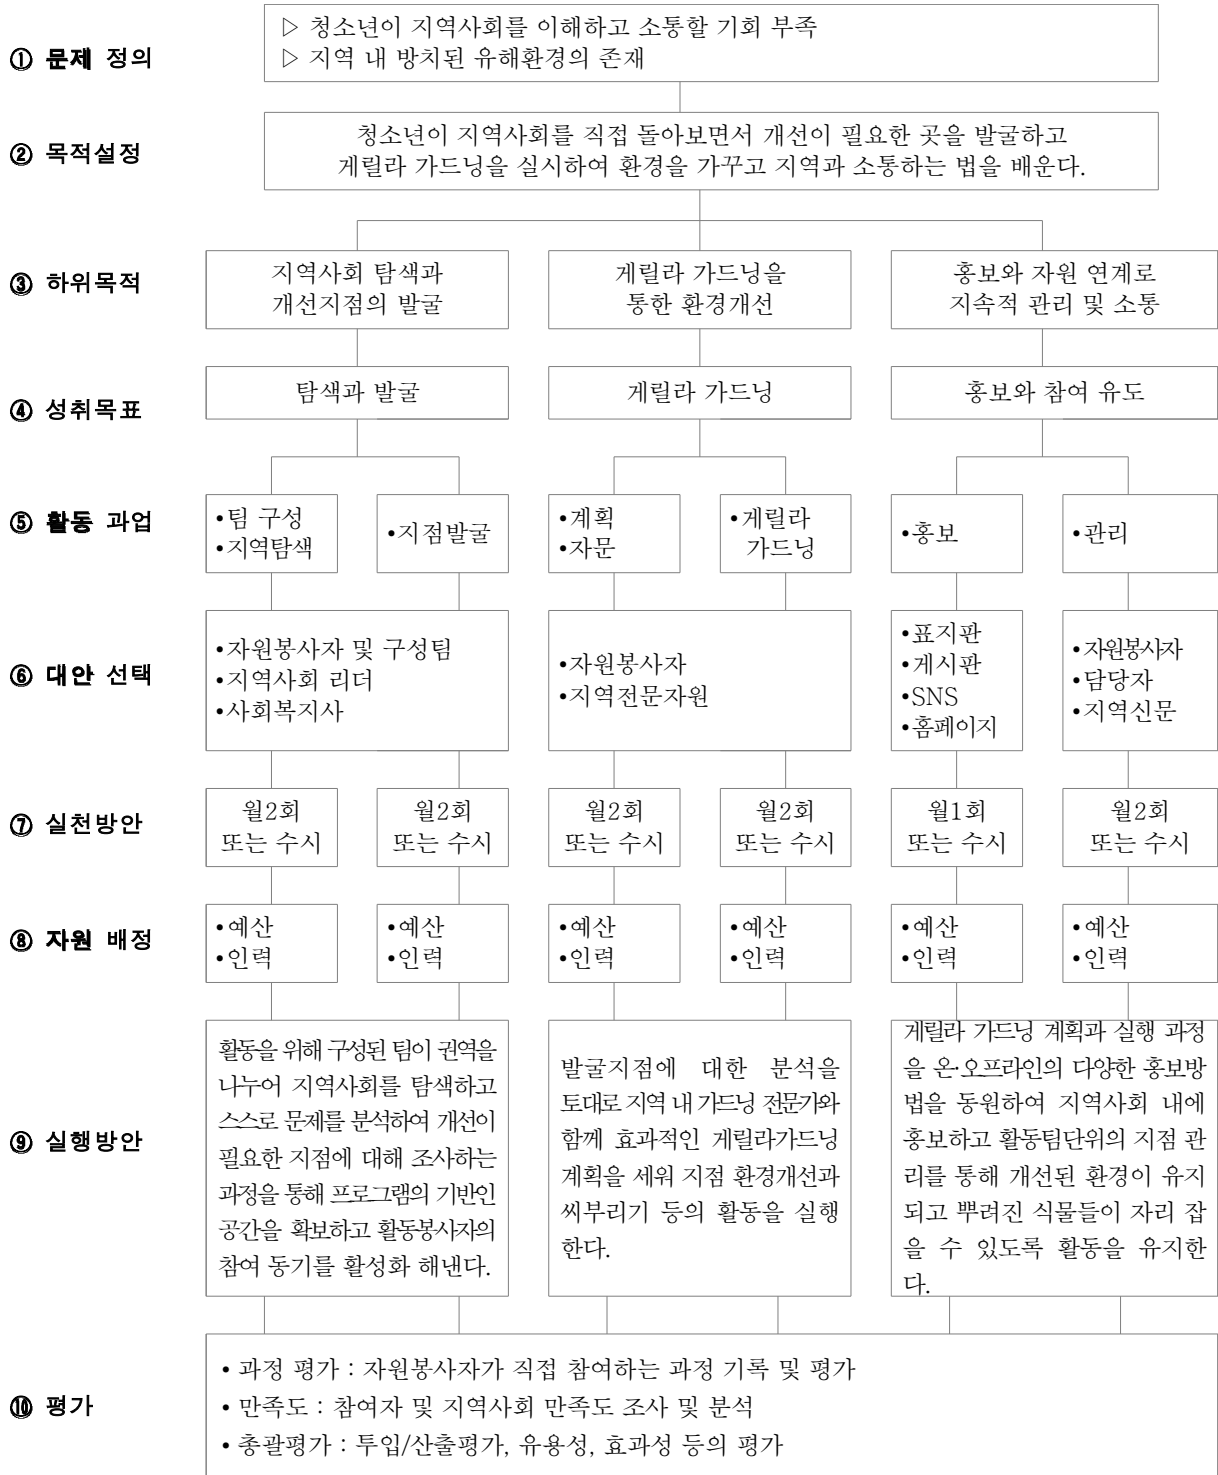 ① 문제 정의
▷ 청소년이 지역사회를 이해하고 소통할 기회 부족
▷ 지역 내 방치된 유해환경의 존재
② 목적설정
청소년이 지역사회를 직접 돌아보면서 개선이 필요한 곳을 발굴하고
게릴라 가드닝을 실시하여 환경을 가꾸고 지역과 소통하는 법을 배운다.
③ 하위목적
지역사회 탐색과
개선지점의 발굴
게릴라 가드닝을
통한 환경개선
홍보와 자원 연계로
지속적 관리 및 소통
④ 성취목표
탐색과 발굴
게릴라 가드닝
홍보와 참여 유도
⑤ 활동 과업
•팀 구성
•지역탐색
•지점발굴
•계획
•자문
•게릴라
가드닝
•홍보
•관리
⑥ 대안 선택
•자원봉사자 및 구성팀
•지역사회 리더
•사회복지사
•자원봉사자
•지역전문자원
•표지판
•게시판
•SNS
•홈페이지
•자원봉사자
•담당자
•지역신문
⑦ 실천방안
월2회
또는 수시
월2회
또는 수시
월2회
또는 수시
월2회
또는 수시
월1회
또는 수시
월2회
또는 수시
⑧ 자원 배정
•예산
•인력
•예산
•인력
•예산
•인력
•예산
•인력
•예산
•인력
•예산
•인력
⑨ 실행방안
활동을 위해 구성된 팀이 권역을
나누어 지역사회를 탐색하고
스스로 문제를 분석하여 개선이
필요한 지점에 대해 조사하는
과정을 통해 프로그램의 기반인
공간을 확보하고 활동봉사자의
참여 동기를 활성화 해낸다.
발굴지점에 대한 분석을
토대로 지역 내 가드닝 전문가와
함께 효과적인 게릴라가드닝
계획을 세워 지점 환경개선과
씨부리기 등의 활동을 실행
한다.
게릴라 가드닝 계획과 실행 과정
을 온·오프라인의 다양한 홍보방
법을 동원하여 지역사회 내에
홍보하고 활동팀단위의 지점 관
리를 통해 개선된 환경이 유지
되고 뿌려진 식물들이 자리 잡
을 수 있도록 활동을 유지한
다.
⑩ 평가
• 과정 평가 : 자원봉사자가 직접 참여하는 과정 기록 및 평가
• 만족도 : 참여자 및 지역사회 만족도 조사 및 분석
• 총괄평가 : 투입/산출평가, 유용성, 효과성 등의 평가